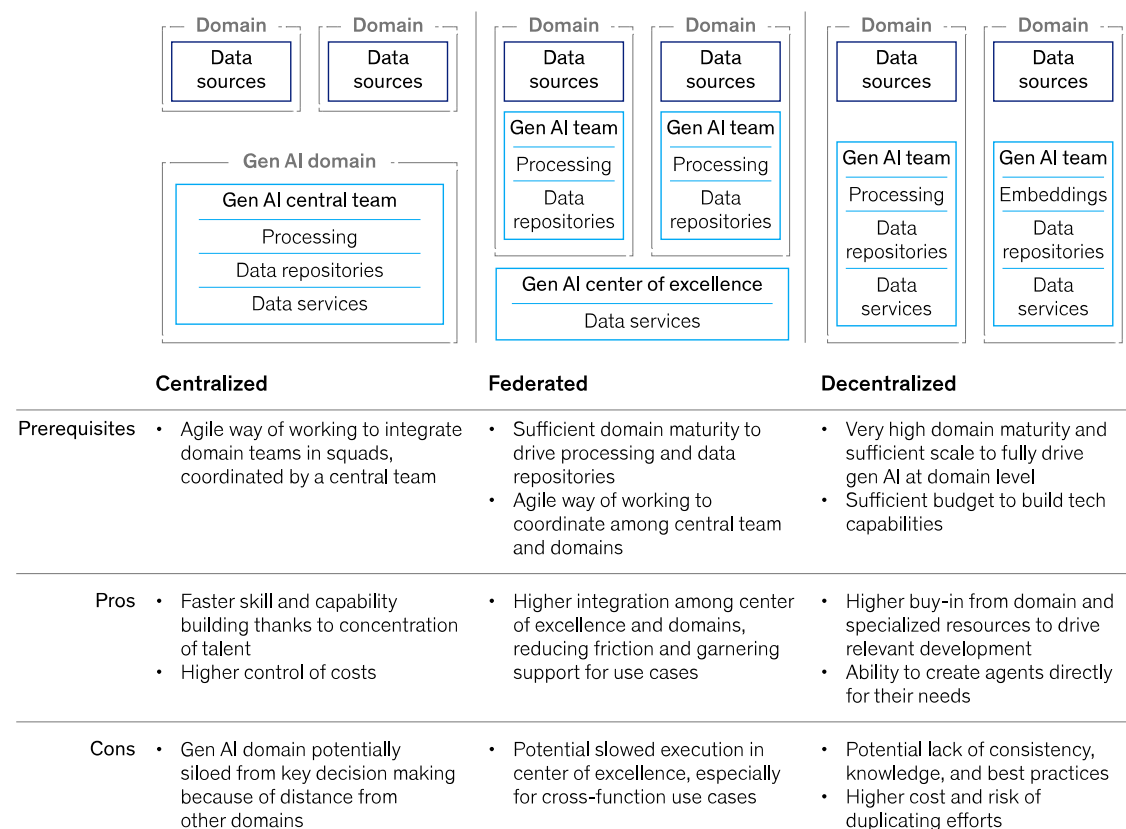 Domain
Data
sources
Domain
Data
sources
Gen AI domain
Gen AI central team
Processing
Data repositories
Data services
Domain
Data
sources
Gen AI team
Processing
Data
repositories
Domain
Data
sources
Gen AI team
Processing
Data
repositories
Gen AI center of excellence
Data services
Domain
Data
sources
Gen AI team
Processing
Data
repositories
Data
services
Domain
Data
sources
Gen AI team
Embeddings
Data
repositories
Data
services
Centralized
Federated
Decentralized
Prerequisites
• Agile way of working to integrate
domain teams in squads,
coordinated by a central team
• Sufficient domain maturity to
drive processing and data
repositories
• Agile way of working to
coordinate among central team
and domains
• Very high domain maturity and
sufficient scale to fully drive
gen AI at domain level
• Sufficient budget to build tech
capabilities
Pros
• Faster skill and capability
building thanks to concentration
of talent
• Higher control of costs
• Higher integration among center
of excellence and domains,
reducing friction and garnering
support for use cases
• Higher buy-in from domain and
specialized resources to drive
relevant development
• Ability to create agents directly
for their needs
Cons
• Gen AI domain potentially
siloed from key decision making
because of distance from
other domains
• Potential slowed execution in
center of excellence, especially
for cross-function use cases
• Potential lack of consistency,
knowledge, and best practices
• Higher cost and risk of
duplicating efforts